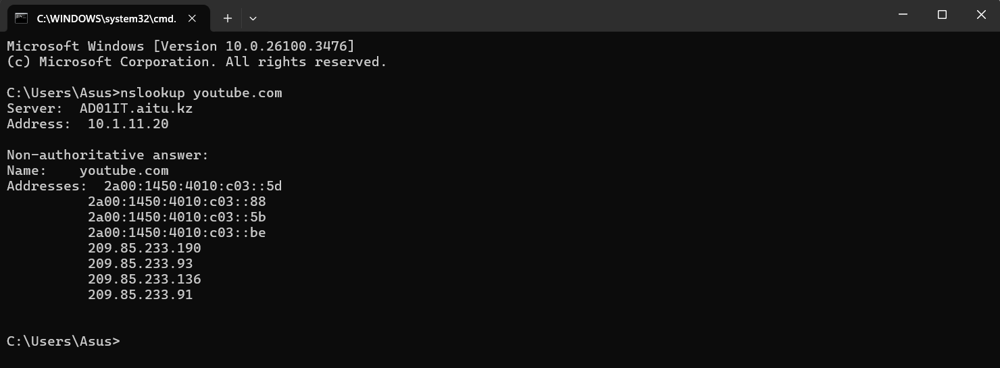 C:\WINDOWS\system32\cmd.
Microsoft Windows [Version 10.0.26100.3476]
(c) Microsoft Corporation. All rights reserved.
C:\Users\Asus>nslookup youtube.com
Server:  AD01IT.aitu.kz
Address:  10.1.11.20
Non-authoritative answer:
Name:    youtube.com
Addresses:  2a00:1450:4010:c03::5d
2a00:1450:4010:c03::88
2a00:1450:4010:c03::5b
2a00:1450:4010:c03::be
209.85.233.190
209.85.233.93
209.85.233.136
209.85.233.91
C:\Users\Asus>